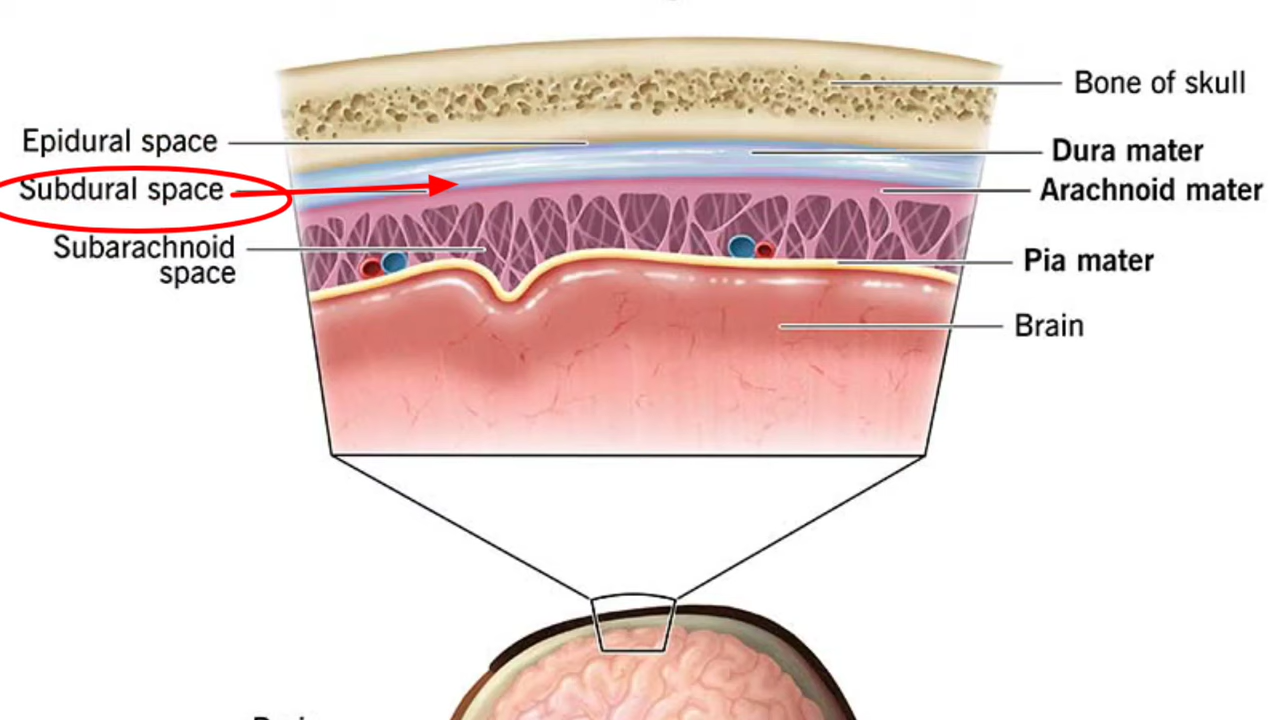 Epidural space
Subdural space
Subarachnoid
space
Bone of skull
Dura mater
Arachnoid mater
Pia mater
Brain